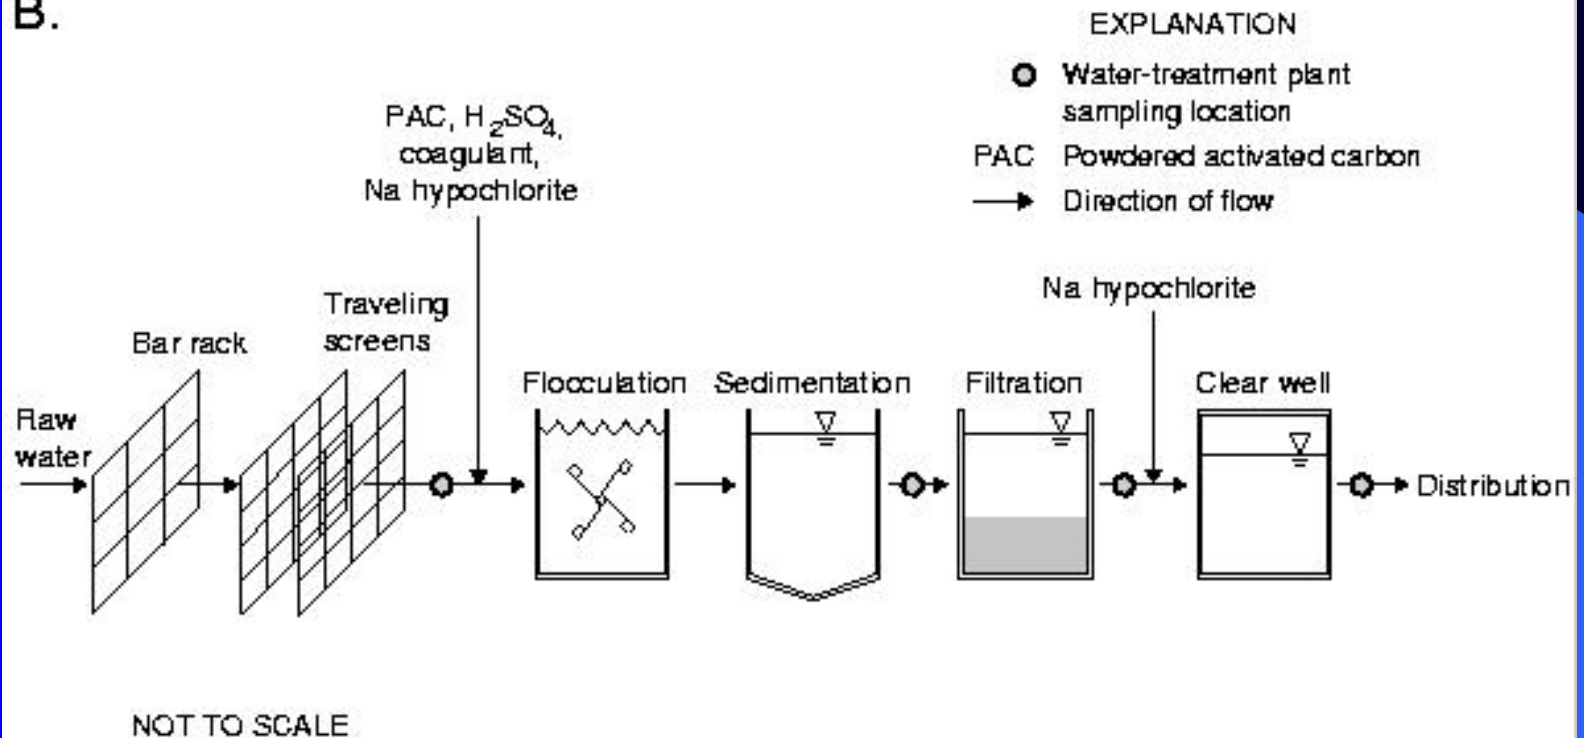 B.
EXPLANATION
Water-treatment plant
sampling location
PAC Powdered activated carbon
Direction of flow
PAC, H2SO4,
coagulant,
Na hypochlorite
Na hypochlorite
Traveling
screens
Bar rack
Flocculation
Sedimentation
Filtration
Clear well
Raw
water
Distribution
NOT TO SCALE